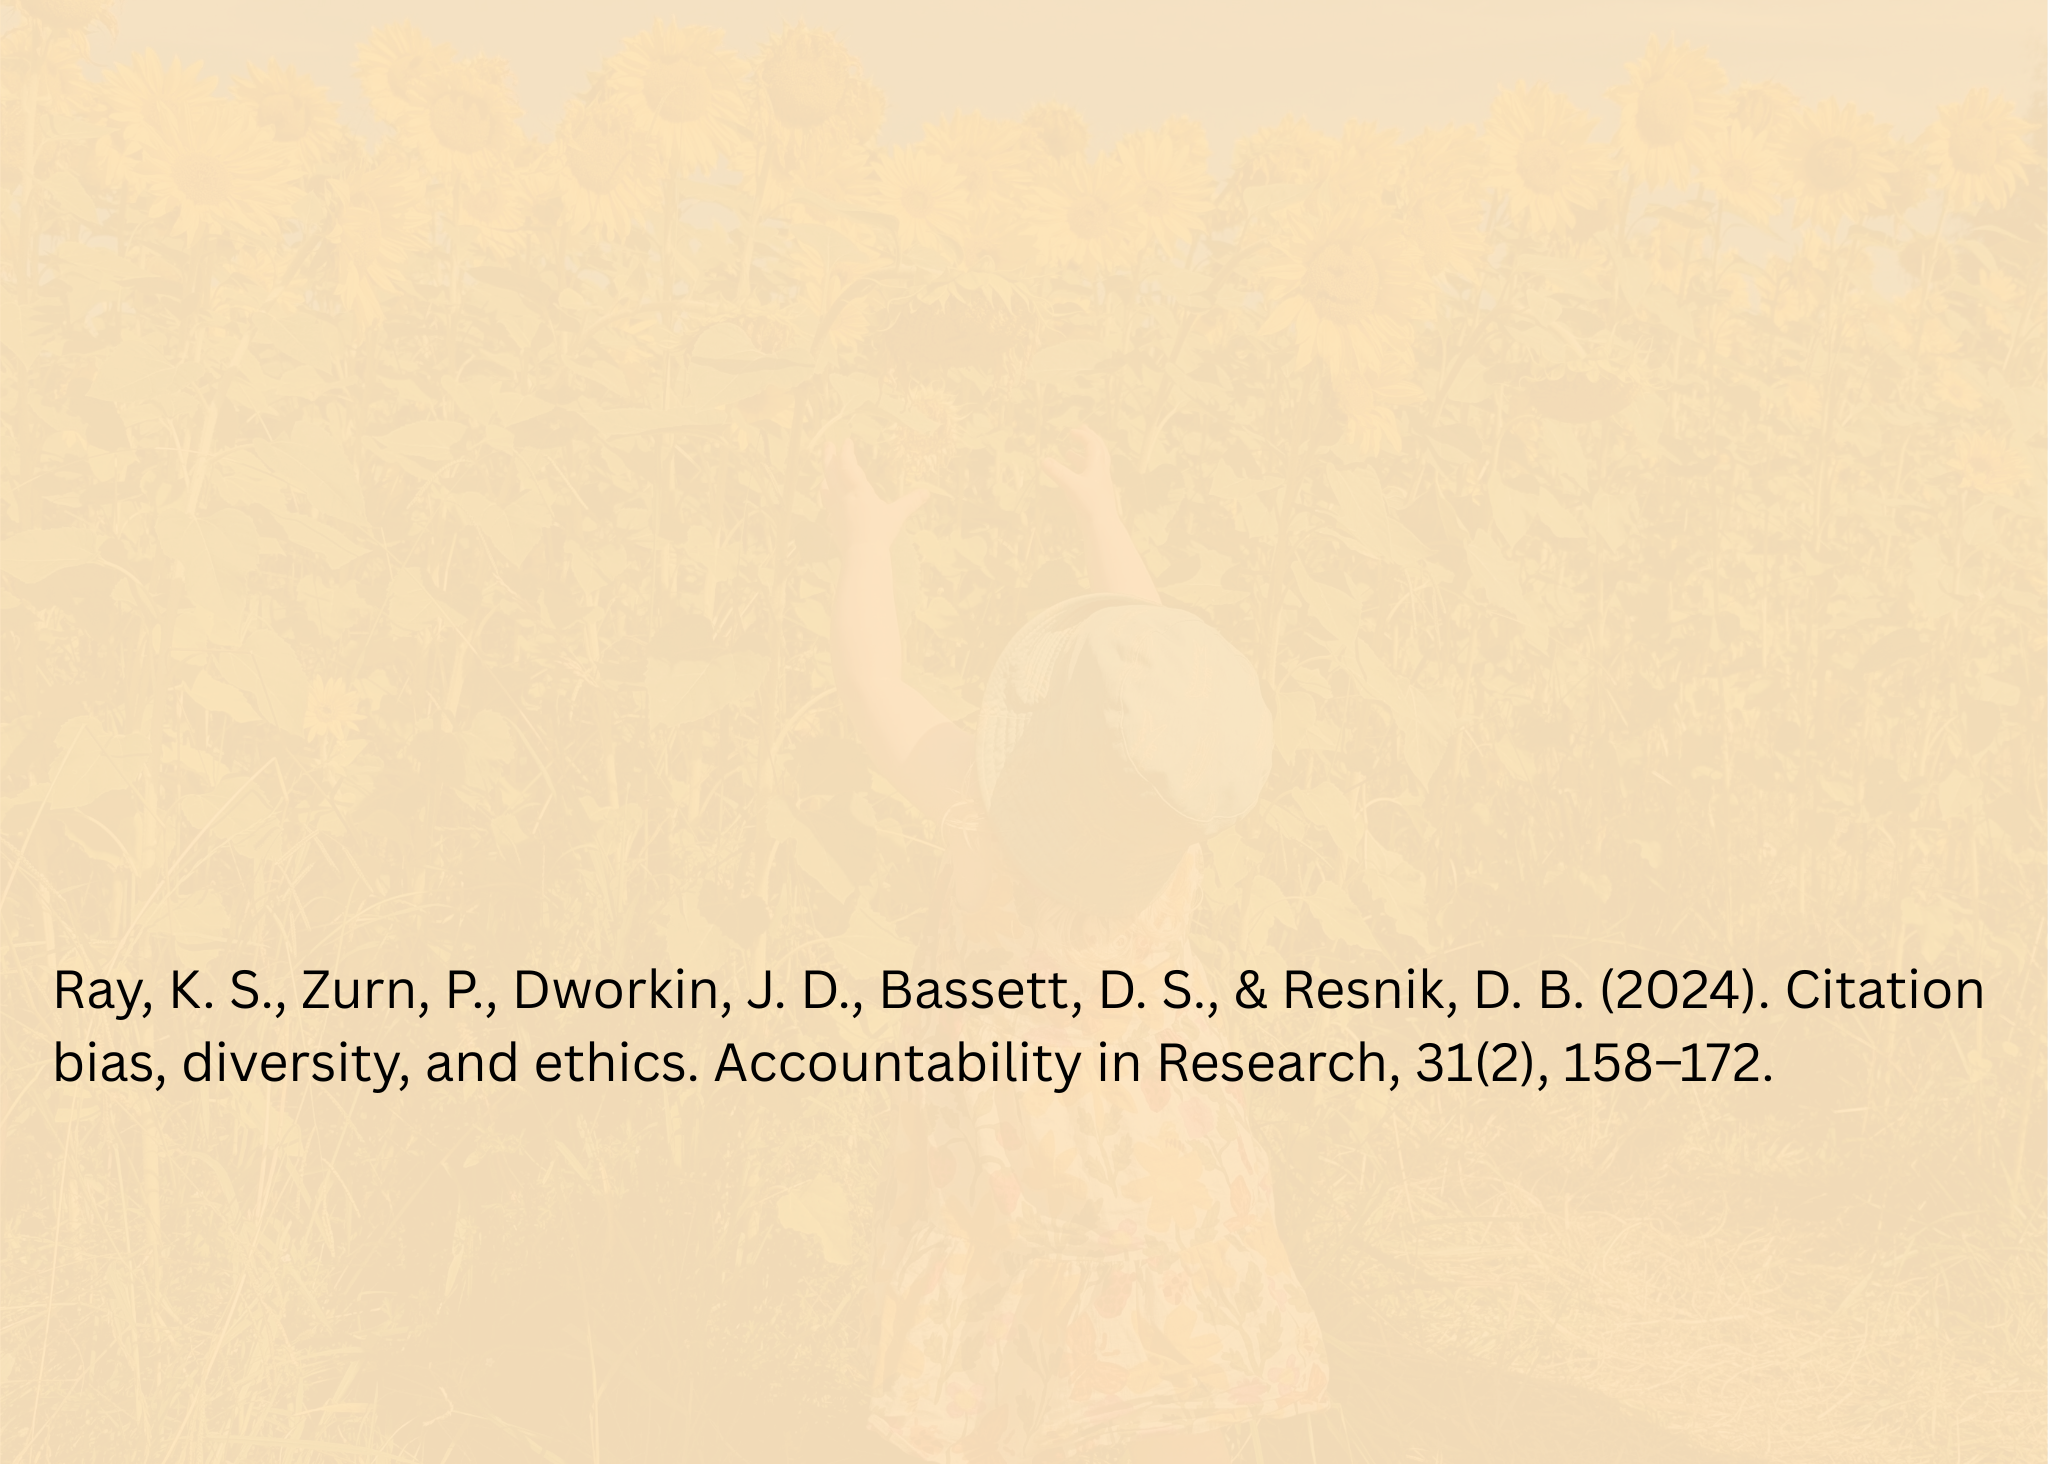 Ray, K. S., Zurn, P., Dworkin, J. D., Bassett, D. S., & Resnik, D. B. (2024). Citation
bias, diversity, and ethics. Accountability in Research, 31(2), 158–172.